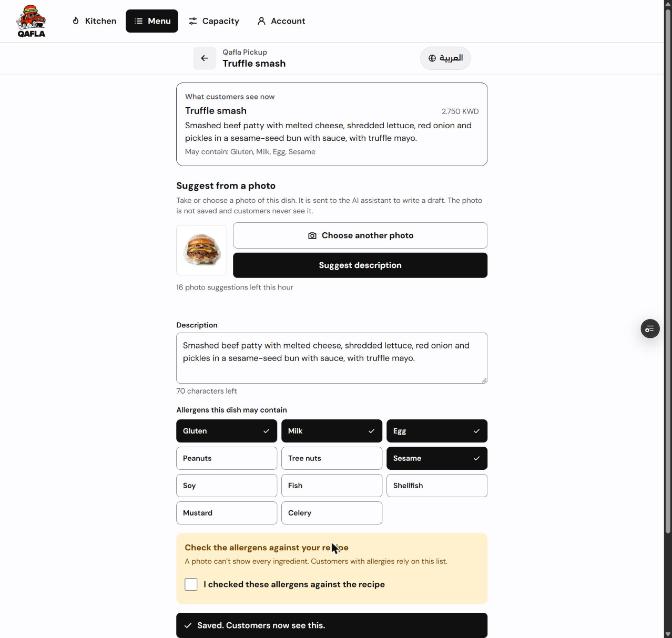 QAFLA
Kitchen
Menu
Capacity
Account
Qafla Pickup
Truffle smash
العربية
What customers see now
Truffle smash
2.750 KWD
Smashed beef patty with melted cheese, shredded lettuce, red onion and
pickles in a sesame-seed bun with sauce, with truffle mayo.
May contain: Gluten, Milk, Egg, Sesame
Suggest from a photo
Take or choose a photo of this dish. It is sent to the AI assistant to write a draft. The photo
is not saved and customers never see it.
Choose another photo
Suggest description
16 photo suggestions left this hour
Description
Smashed beef patty with melted cheese, shredded lettuce, red onion and
pickles in a sesame-seed bun with sauce, with truffle mayo.
70 characters left
Allergens this dish may contain
Gluten
Milk
Egg
Peanuts
Tree nuts
Sesame
Soy
Fish
Shellfish
Mustard
Celery
Check the allergens against your recipe
A photo can't show every ingredient. Customers with allergies rely on this list.
I checked these allergens against the recipe
Saved. Customers now see this.